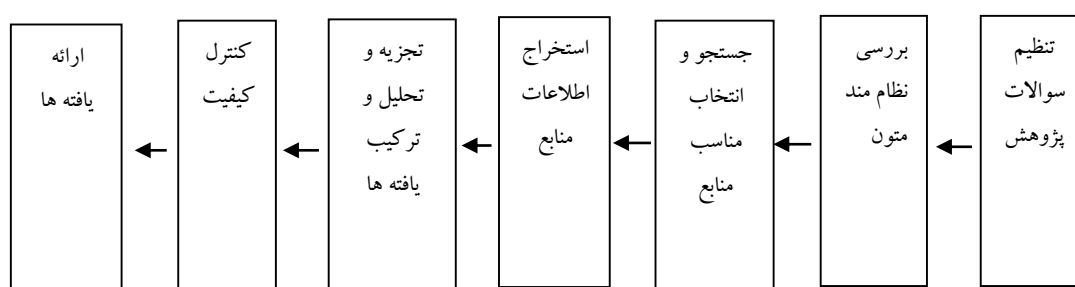 تنظیم
سوالات
پژوهش
بررسی
نظام مند
متون
جستجو و
انتخاب
مناسب
منابع
استخراج
اطلاعات
منابع
تجزیه و
تحلیل و
ترکیب
یافته ها
کنترل
کیفیت
ارائه
یافته ها